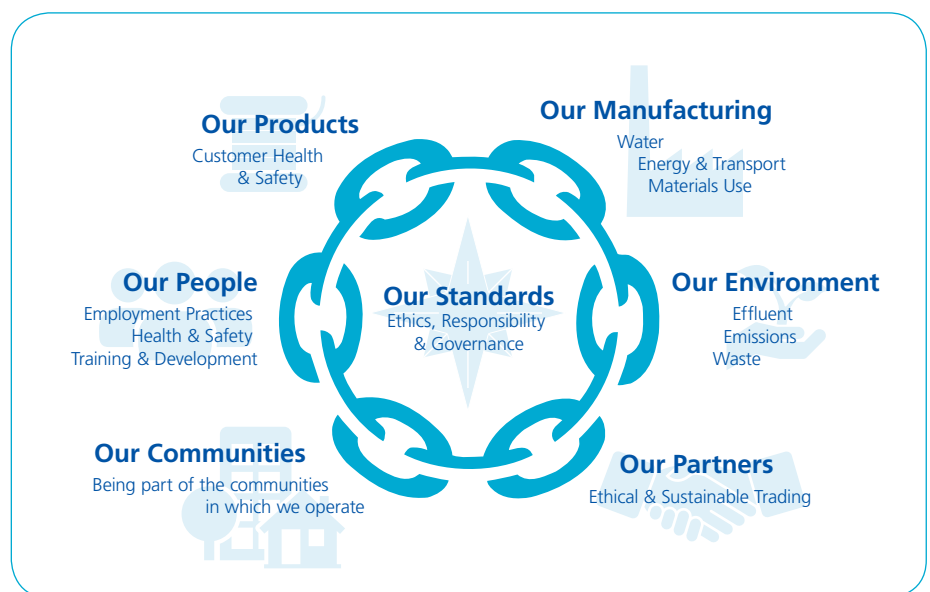 Our Products
Customer Health
& Safety
Our Manufacturing
Water
Energy & Transport
Materials Use
Our People
Employment Practices
Health & Safety
Training & Development
Our Standards
Ethics, Responsibility
& Governance
Our Environment
Effluent
Emissions
Waste
Our Communities
Being part of the communities
in which we operate
Our Partners
Ethical & Sustainable Trading